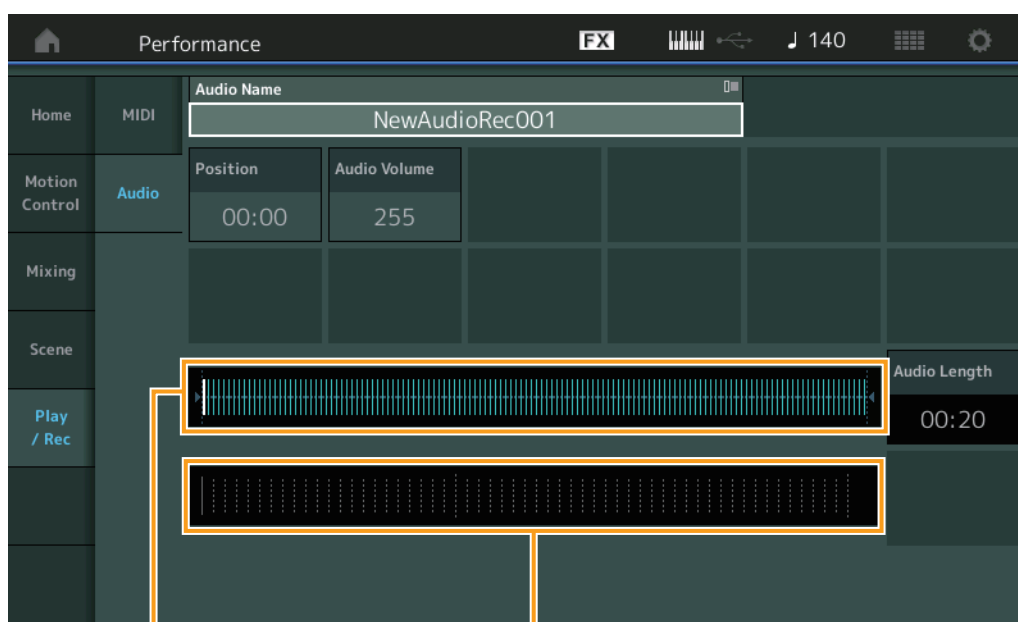 Performance
FX
♩ 140
Home
Motion
Control
Mixing
Scene
Play
/ Rec
MIDI
Audio
Audio Name
NewAudioRec001
Position
00:00
Audio Volume
255
Audio Length
00:20